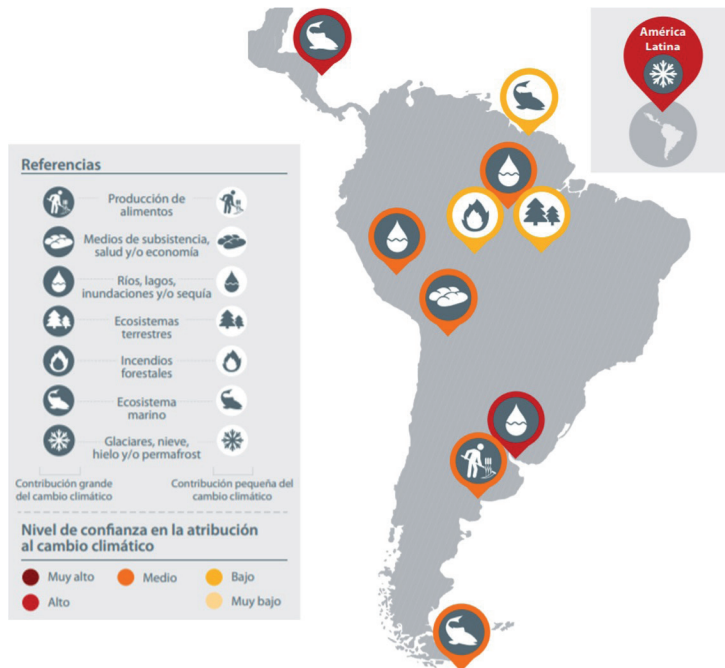 América
Latina
Referencias
Producción de
alimentos
Medios de subsistencia,
salud y/o economía
Ríos, lagos,
inundaciones y/o sequía
Ecosistemas
terrestres
Incendios
forestales
Ecosistema
marino
Glaciares, nieve,
hielo y/o permafrost
Contribución grande
del cambio climático
Contribución pequeña del
cambio climático
Nivel de confianza en la atribución
al cambio climático
Muy alto
Medio
Bajo
Alto
Muy bajo